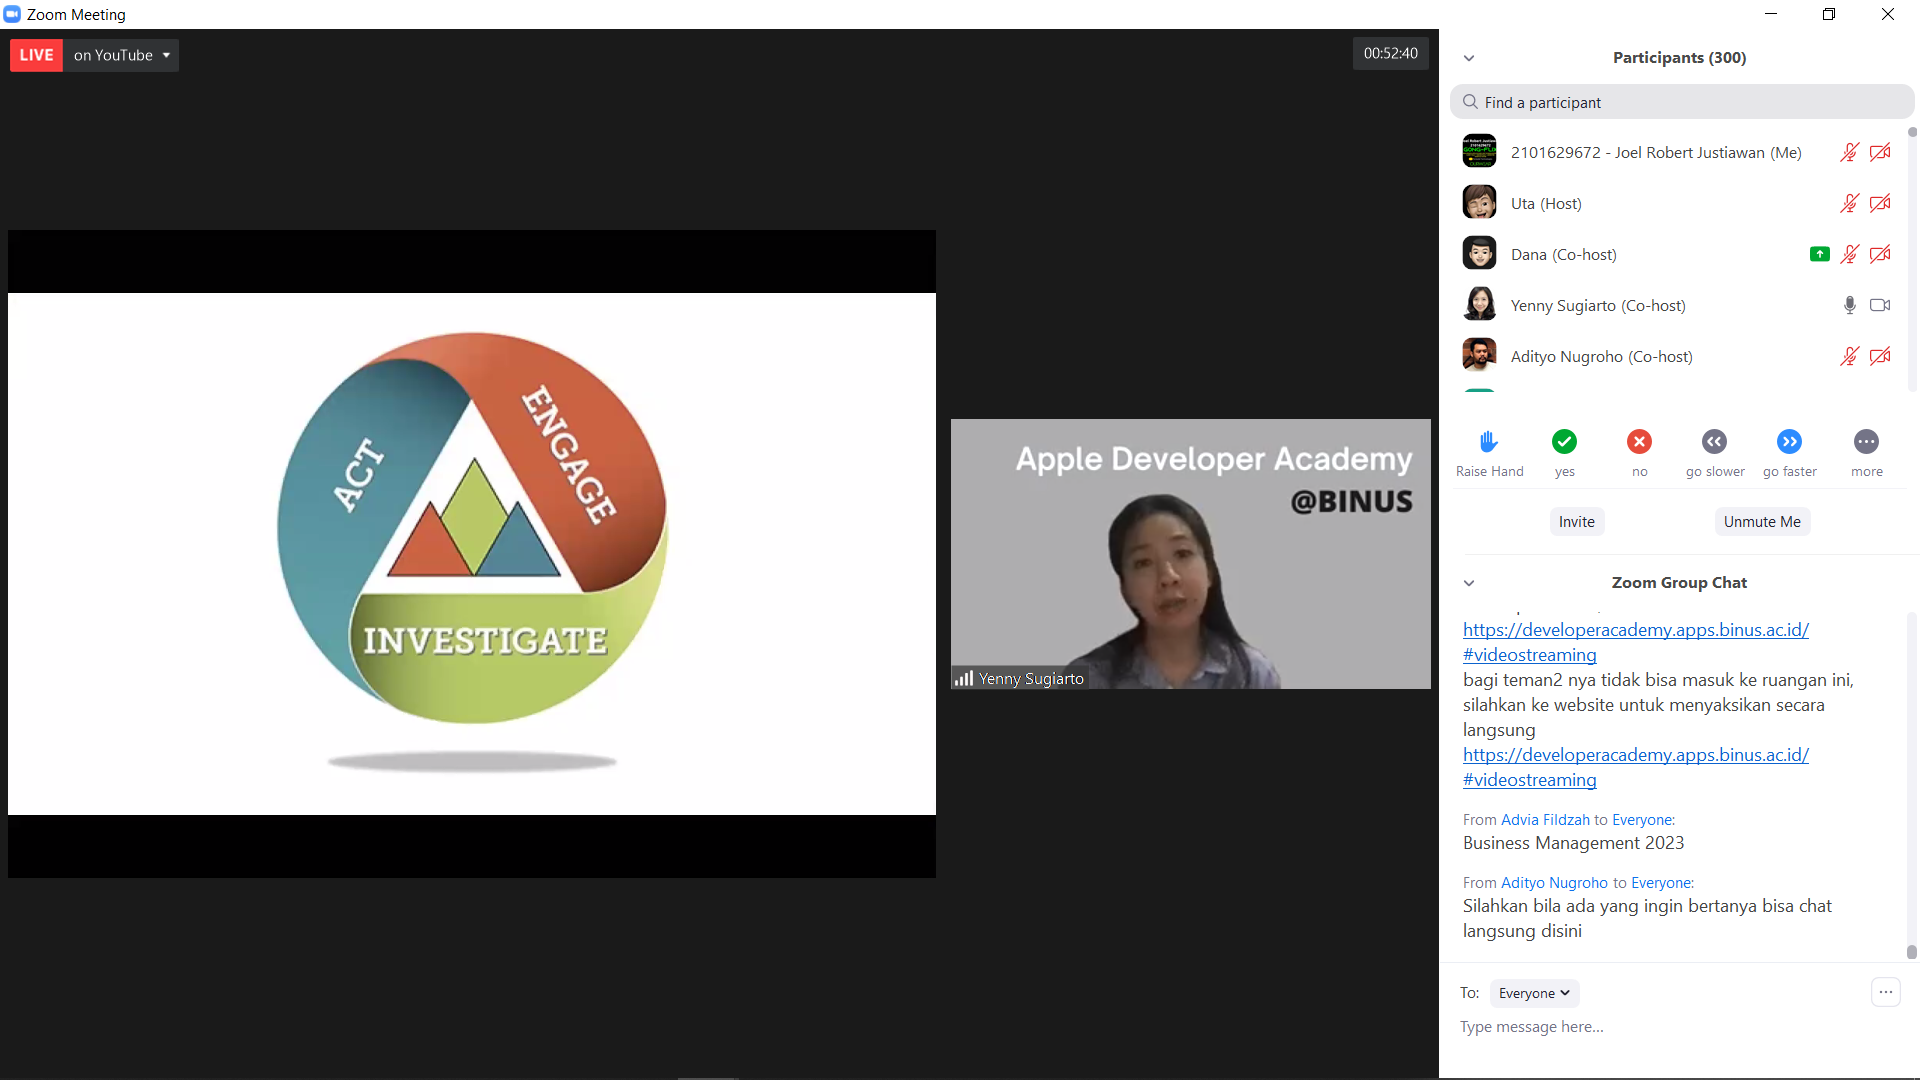 Zoom Meeting
LIVE on YouTube
00:52:40
ACT
ENGAGE
INVESTIGATE
Apple Developer Academy
@BINUS
Yenny Sugiarto
Participants (300)
Find a participant
2101629672 - Joel Robert Justiawan (Me)
Uta (Host)
Dana (Co-host)
Yenny Sugiarto (Co-host)
Adityo Nugroho (Co-host)
Raise Hand
yes
no
go slower
go faster
more
Invite
Unmute Me
Zoom Group Chat
https://developeracademy.apps.binus.ac.id/
#videostreaming
bagi teman2 nya tidak bisa masuk ke ruangan ini,
silahkan ke website untuk menyaksikan secara
langsung
https://developeracademy.apps.binus.ac.id/
#videostreaming
From Advia Fildzah to Everyone:
Business Management 2023
From Adityo Nugroho to Everyone:
Silahkan bila ada yang ingin bertanya bisa chat
langsung disini
To: Everyone
Type message here...